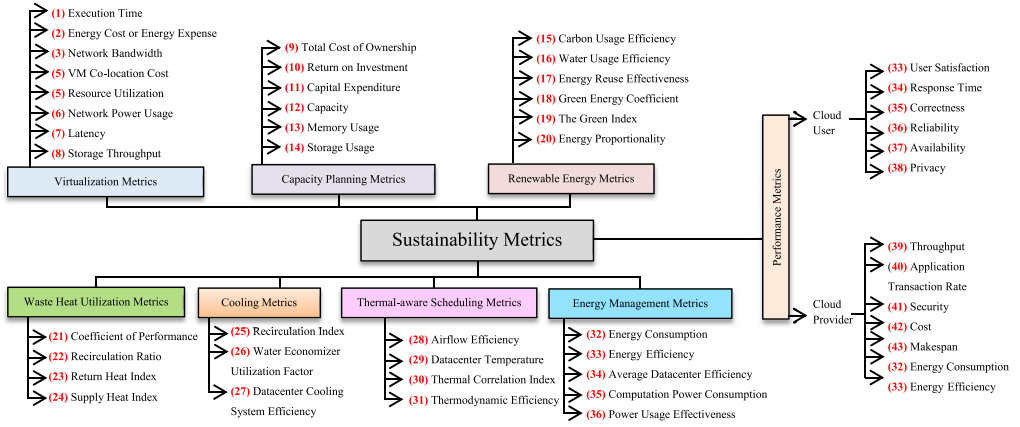 (1) Execution Time
(2) Energy Cost or Energy Expense
(3) Network Bandwidth
(5) VM Co-location Cost
(5) Resource Utilization
(6) Network Power Usage
(7) Latency
(8) Storage Throughput
Virtualization Metrics
(9) Total Cost of Ownership
(10) Return on Investment
(11) Capital Expenditure
(12) Capacity
(13) Memory Usage
(14) Storage Usage
Capacity Planning Metrics
(15) Carbon Usage Efficiency
(16) Water Usage Efficiency
(17) Energy Reuse Effectiveness
(18) Green Energy Coefficient
(19) The Green Index
(20) Energy Proportionality
Renewable Energy Metrics
Sustainability Metrics
Performance Metrics
Cloud
User
(33) User Satisfaction
(34) Response Time
(35) Correctness
(36) Reliability
(37) Availability
(38) Privacy
Cloud
Provider
(39) Throughput
(40) Application
Transaction Rate
(41) Security
(42) Cost
(43) Makespan
(32) Energy Consumption
(33) Energy Efficiency
Waste Heat Utilization Metrics
(21) Coefficient of Performance
(22) Recirculation Ratio
(23) Return Heat Index
(24) Supply Heat Index
Cooling Metrics
(25) Recirculation Index
(26) Water Economizer
Utilization Factor
(27) Datacenter Cooling
System Efficiency
Thermal-aware Scheduling Metrics
(28) Airflow Efficiency
(29) Datacenter Temperature
(30) Thermal Correlation Index
(31) Thermodynamic Efficiency
Energy Management Metrics
(32) Energy Consumption
(33) Energy Efficiency
(34) Average Datacenter Efficiency
(35) Computation Power Consumption
(36) Power Usage Effectiveness